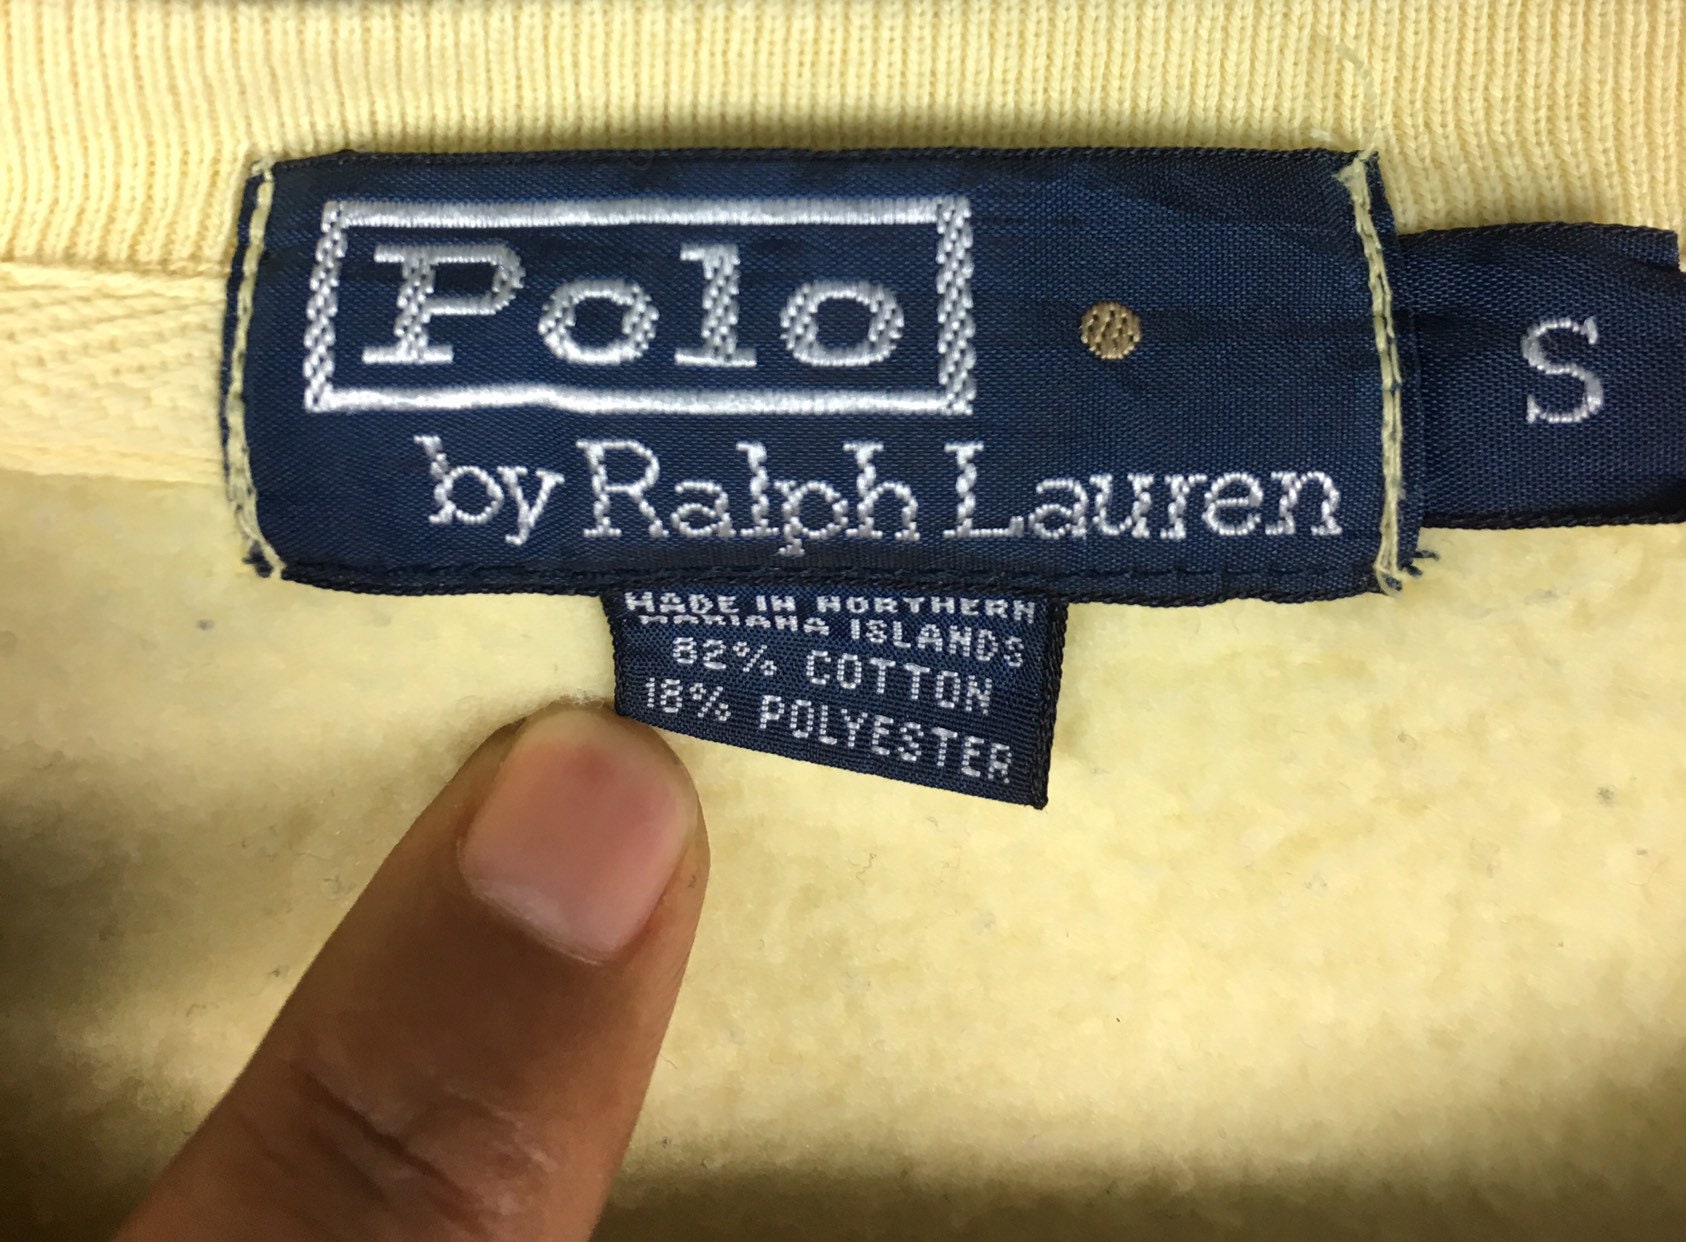 Polo
by Ralph Lauren
S
MADE IN NORTHERN
MARIANA ISLANDS
82% COTTON
18% POLYESTER